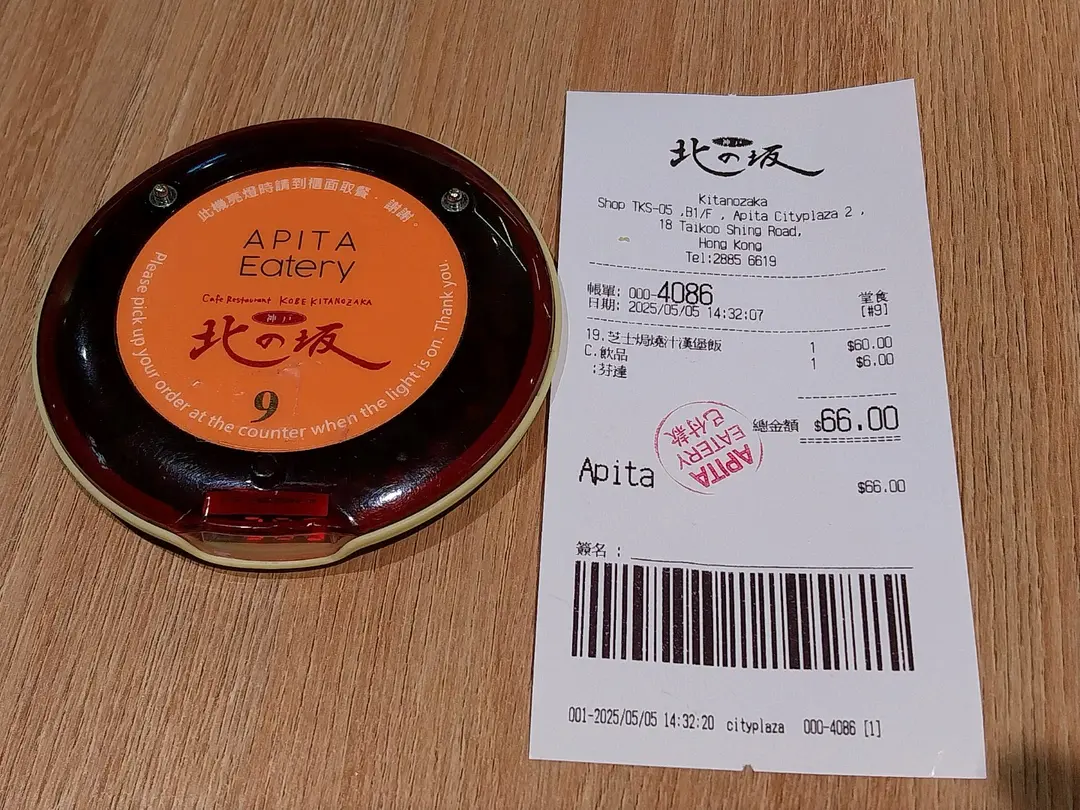 此機亮燈時請到櫃面取餐. 謝謝。
APITA
Eatery
Cafe Restaurant KOBE KITANOZAKA
神戸
北の坂
9
Please pick up your order at the counter when the light is on. Thank you.
北の坂
Kitanozaka
Shop TKS-05 ,B1/F , Apita Cityplaza 2 ,
18 Taikoo Shing Road,
Hong Kong
Tel:2885 6619
帳單: 000-4086 堂食
日期: 2025/05/05 14:32:07 [#9]
19.芝士焗燒汁漢堡飯 1 $60.00
C.飲品 1 $6.00
:芬達
總金額 $66.00
APITA
EATERY
已付款
Apita $66.00
簽名 :
001-2025/05/05 14:32:20 cityplaza 000-4086 [1]